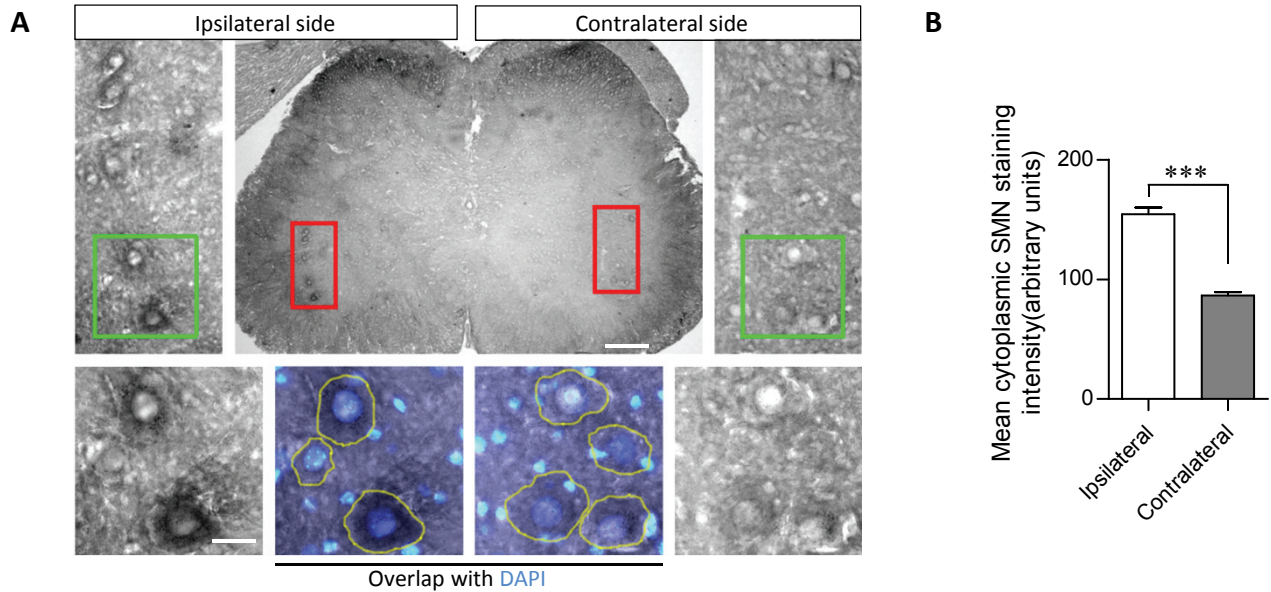 A
Ipsilateral side
Contralateral side
Overlap with DAPI
B
Mean cytoplasmic SMN staining
intensity(arbitrary units)
200
100
0
***
Ipsilateral
Contralateral